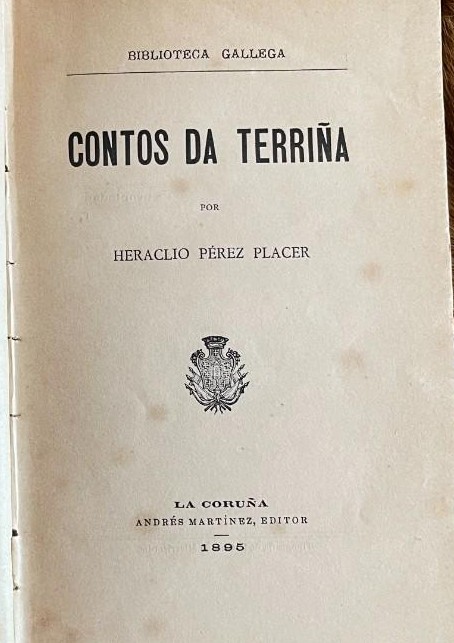 BIBLIOTECA GALLEGA
CONTOS DA TERRIÑA
POR
HERACLIO PÉREZ PLACER
LA CORUÑA
ANDRÉS MARTÍNEZ, EDITOR
1895